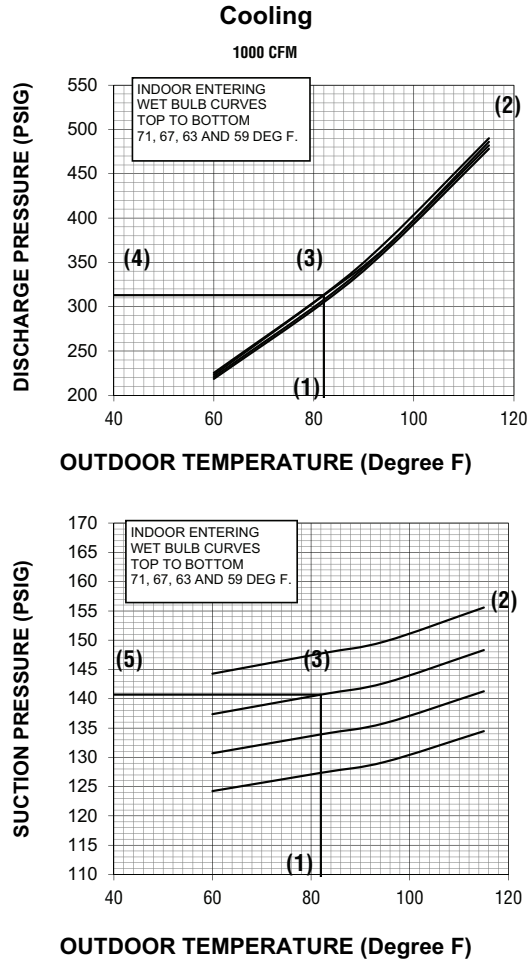 Cooling
1000 CFM
DISCHARGE PRESSURE (PSIG)
550
500
450
400
350
300
250
200
INDOOR ENTERING
WET BULB CURVES
TOP TO BOTTOM
71, 67, 63 AND 59 DEG F.
(2)
(4)
(3)
(1)
40
60
80
100
120
OUTDOOR TEMPERATURE (Degree F)
SUCTION PRESSURE (PSIG)
170
165
160
155
150
145
140
135
130
125
120
115
110
INDOOR ENTERING
WET BULB CURVES
TOP TO BOTTOM
71, 67, 63 AND 59 DEG F.
(2)
(5)
(3)
(1)
40
60
80
100
120
OUTDOOR TEMPERATURE (Degree F)